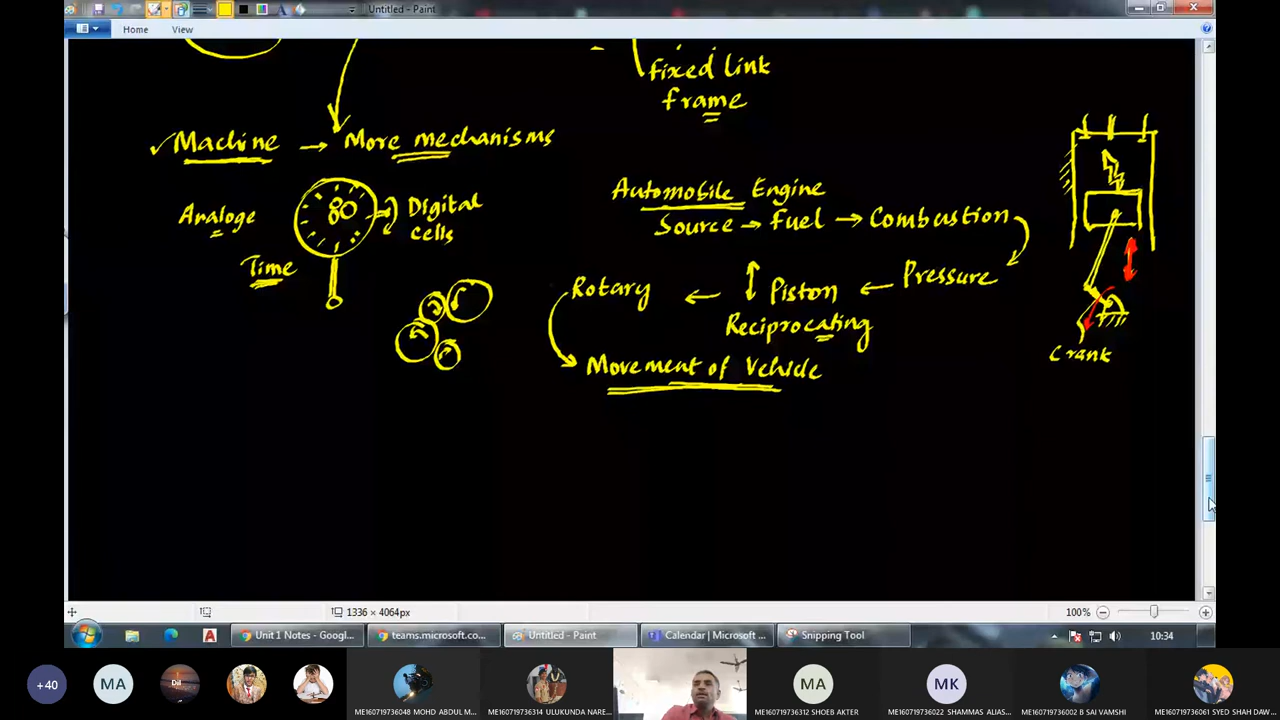 Untitled - Paint
Home
View
fixed link
frame
Machine → More mechanisms
Analoge
Digital
cells
Time
Automobile Engine
Source → Fuel → Combustion
Pressure
Piston
Reciprocating
Rotary
Movement of Vehicle
Crank
1336 × 4064px
100%
Unit 1 Notes - Googl...
teams.microsoft.co...
Untitled - Paint
Calendar | Microsoft ...
Snipping Tool
10:34
+40
MA
Dil
MA
MK
ME160719736048 MOHD ABDUL M...
ME160719736314 ULUKUNDA NARE...
ME160719736312 SHOEB AKTER
ME160719736022 SHAMMAS ALIAS...
ME160719736002 B SAI VAMSHI
ME160719736061 SYED SHAH DAW...